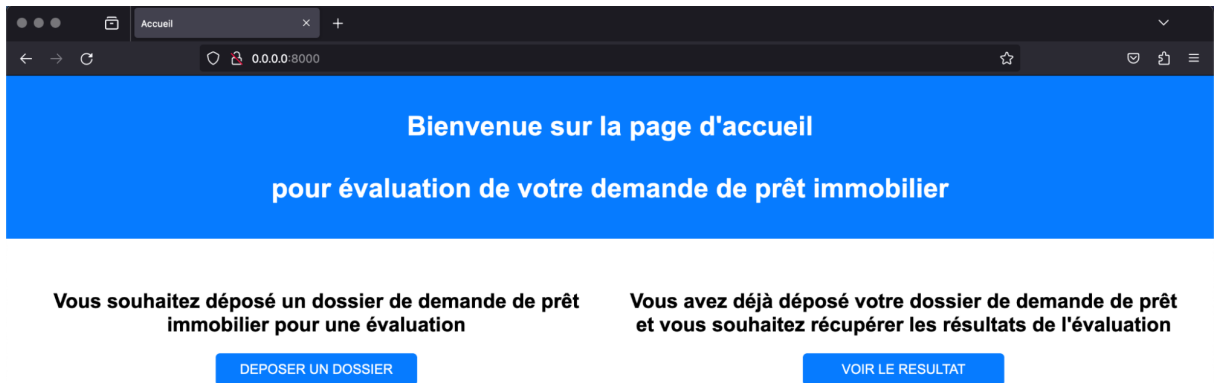 Accueil
0.0.0.0:8000
Bienvenue sur la page d'accueil
pour évaluation de votre demande de prêt immobilier
Vous souhaitez déposé un dossier de demande de prêt
immobilier pour une évaluation
DEPOSER UN DOSSIER
Vous avez déjà déposé votre dossier de demande de prêt
et vous souhaitez récupérer les résultats de l'évaluation
VOIR LE RESULTAT